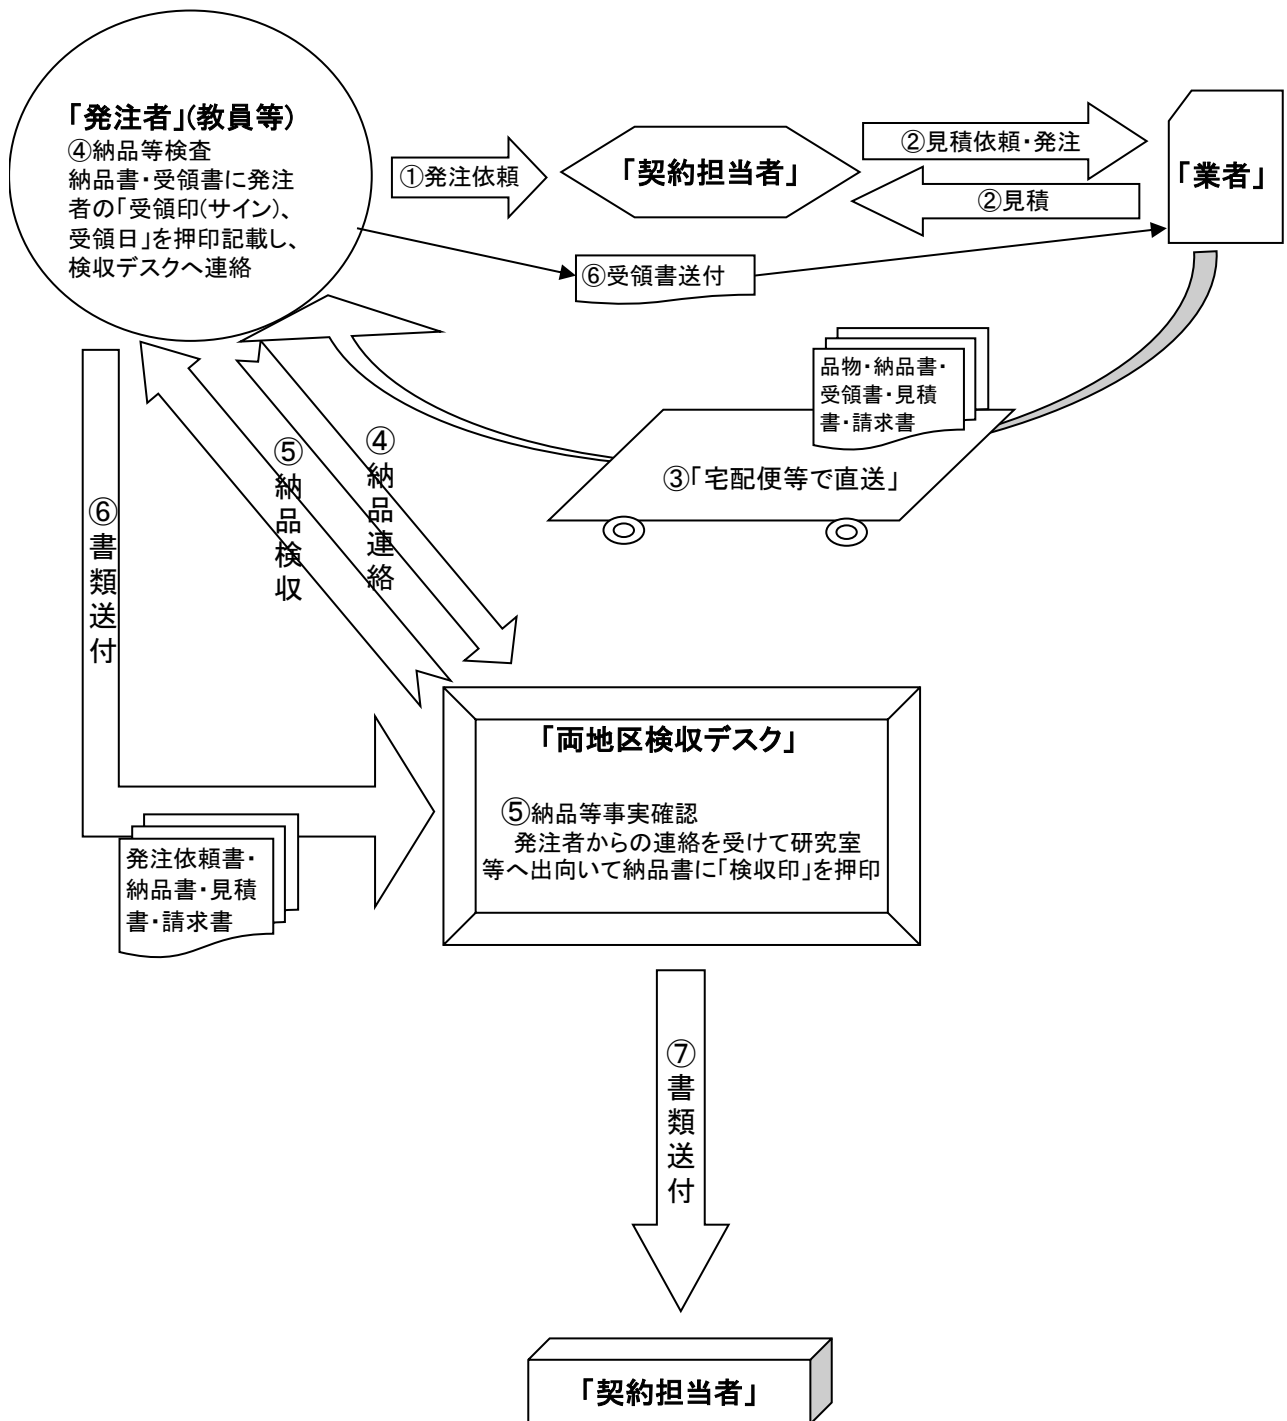 「発注者」(教員等)
④納品等検査
納品書・受領書に発注
者の「受領印(サイン)、
受領日」を押印記載し、
検収デスクへ連絡
①発注依頼
「契約担当者」
②見積依頼・発注
②見積
「業者」
⑥受領書送付
品物・納品書・
受領書・見積
書・請求書
③「宅配便等で直送」
④納品連絡
⑤納品検収
⑥書類送付
発注依頼書・
納品書・見積
書・請求書
「両地区検収デスク」
⑤納品等事実確認
発注者からの連絡を受けて研究室
等へ出向いて納品書に「検収印」を押印
⑦書類送付
「契約担当者」